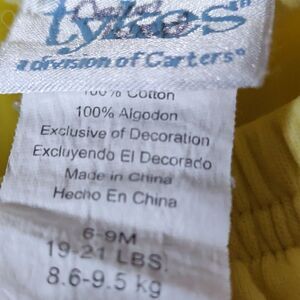 tykes
a division of Carters®
100% Cotton
100% Algodon
Exclusive of Decoration
Excluyendo El Decorado
Made in China
Hecho En China
6-9M
19-21 LBS.
8.6-9.5 kg